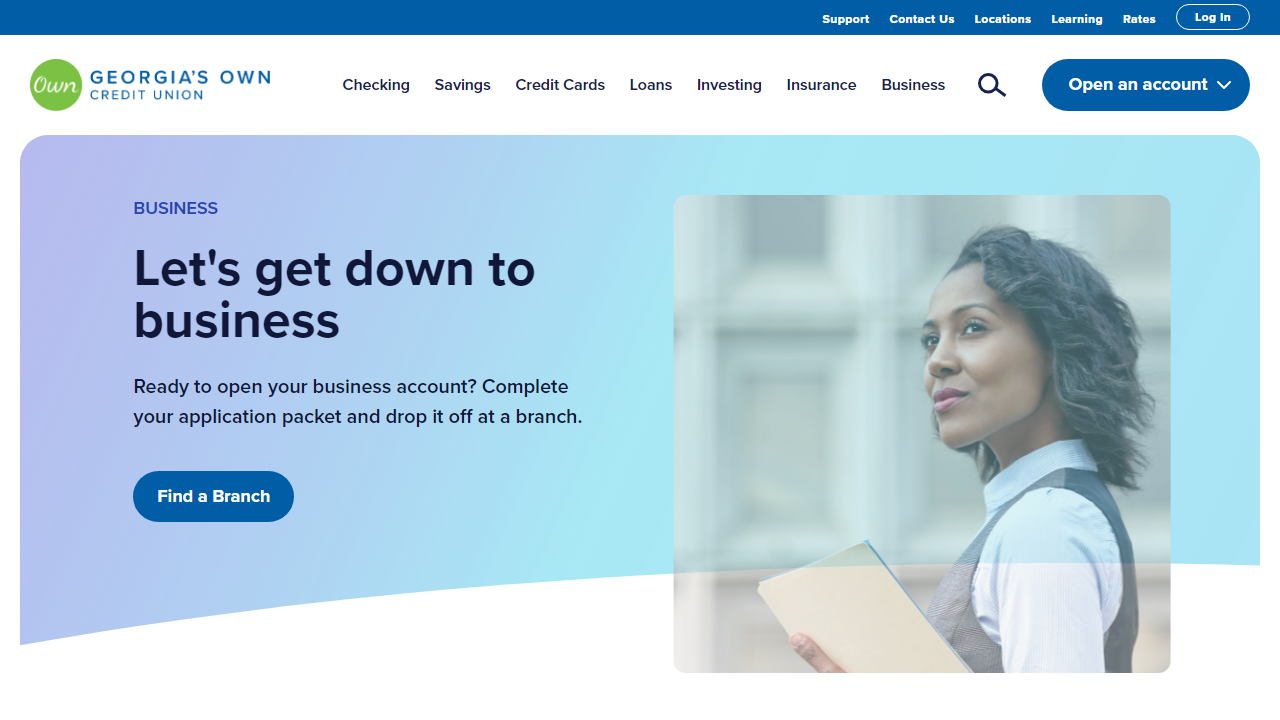 Support Contact Us Locations Learning Rates Log In
Own GEORGIA'S OWN
CREDIT UNION
Checking Savings Credit Cards Loans Investing Insurance Business Open an account
BUSINESS
Let's get down to
business
Ready to open your business account? Complete
your application packet and drop it off at a branch.
Find a Branch